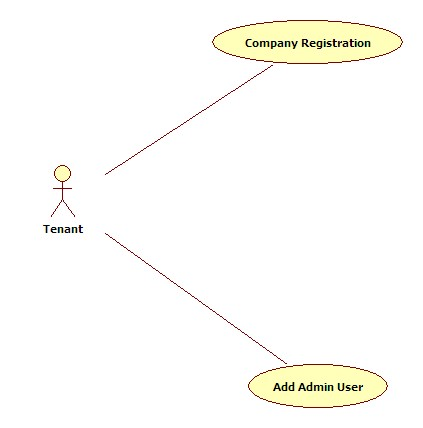 Company Registration
Tenant
Add Admin User